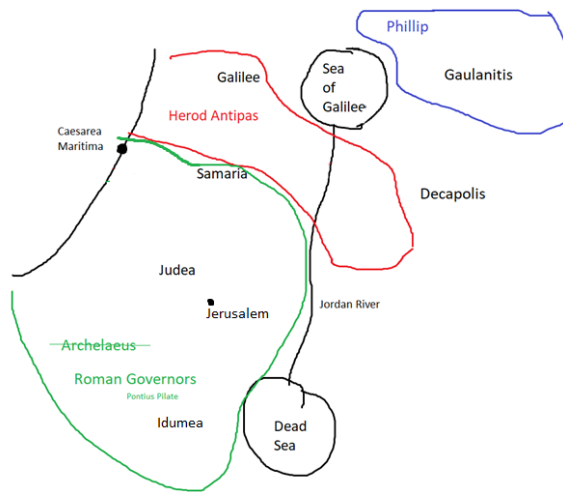 Phillip
Gaulanitis
Sea
of
Galilee
Galilee
Herod Antipas
Caesarea
Maritima
Samaria
Decapolis
Judea
Jerusalem
Jordan River
Archelaeus
Roman Governors
Pontius Pilate
Idumea
Dead
Sea